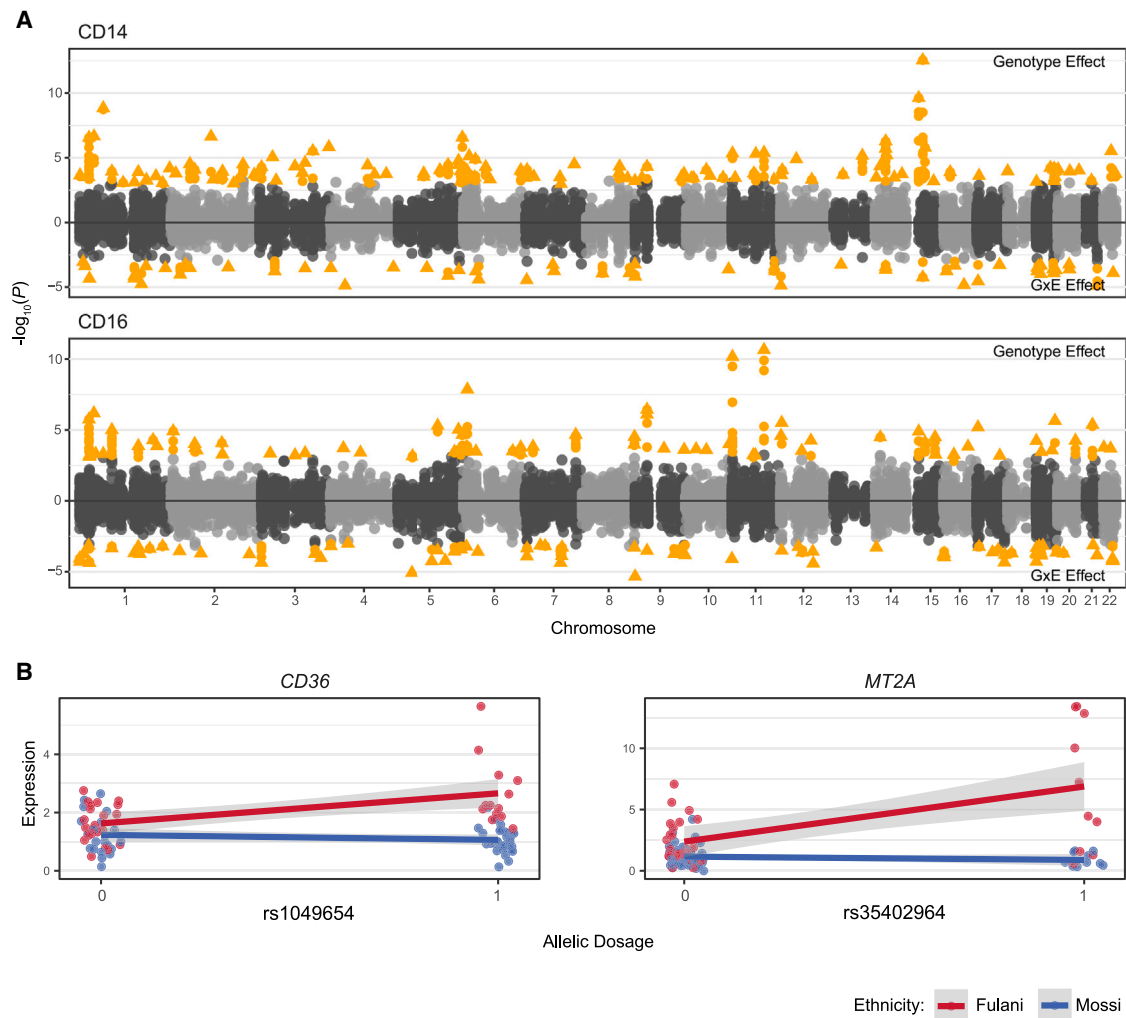 A
CD14
Genotype Effect
10
5
0
−5
GxE Effect
-log10(P)
CD16
Genotype Effect
10
5
0
−5
GxE Effect
1 2 3 4 5 6 7 8 9 10 11 12 13 14 15 16 17 18 19 20 21 22
Chromosome
B
CD36
MT2A
Expression
4
2
0
10
5
0
0 1
0 1
rs1049654
rs35402964
Allelic Dosage
Ethnicity: Fulani Mossi